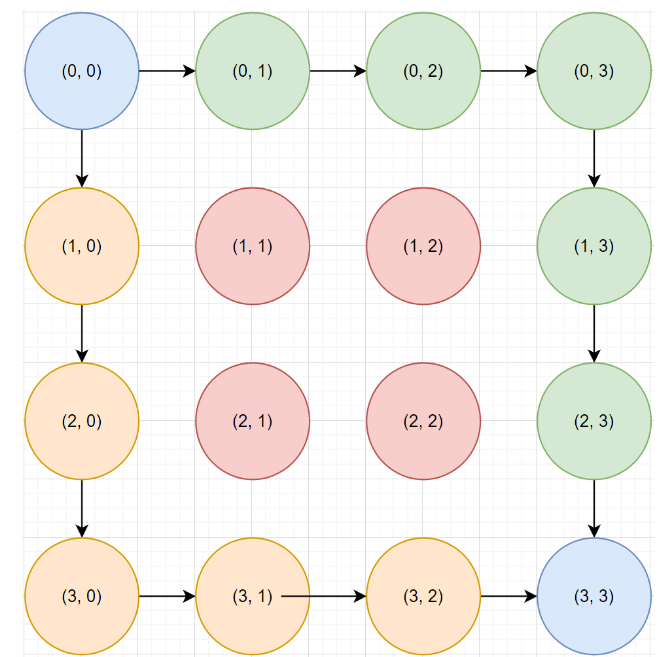 (0, 0) (0, 1) (0, 2) (0, 3)
(1, 0) (1, 1) (1, 2) (1, 3)
(2, 0) (2, 1) (2, 2) (2, 3)
(3, 0) (3, 1) (3, 2) (3, 3)